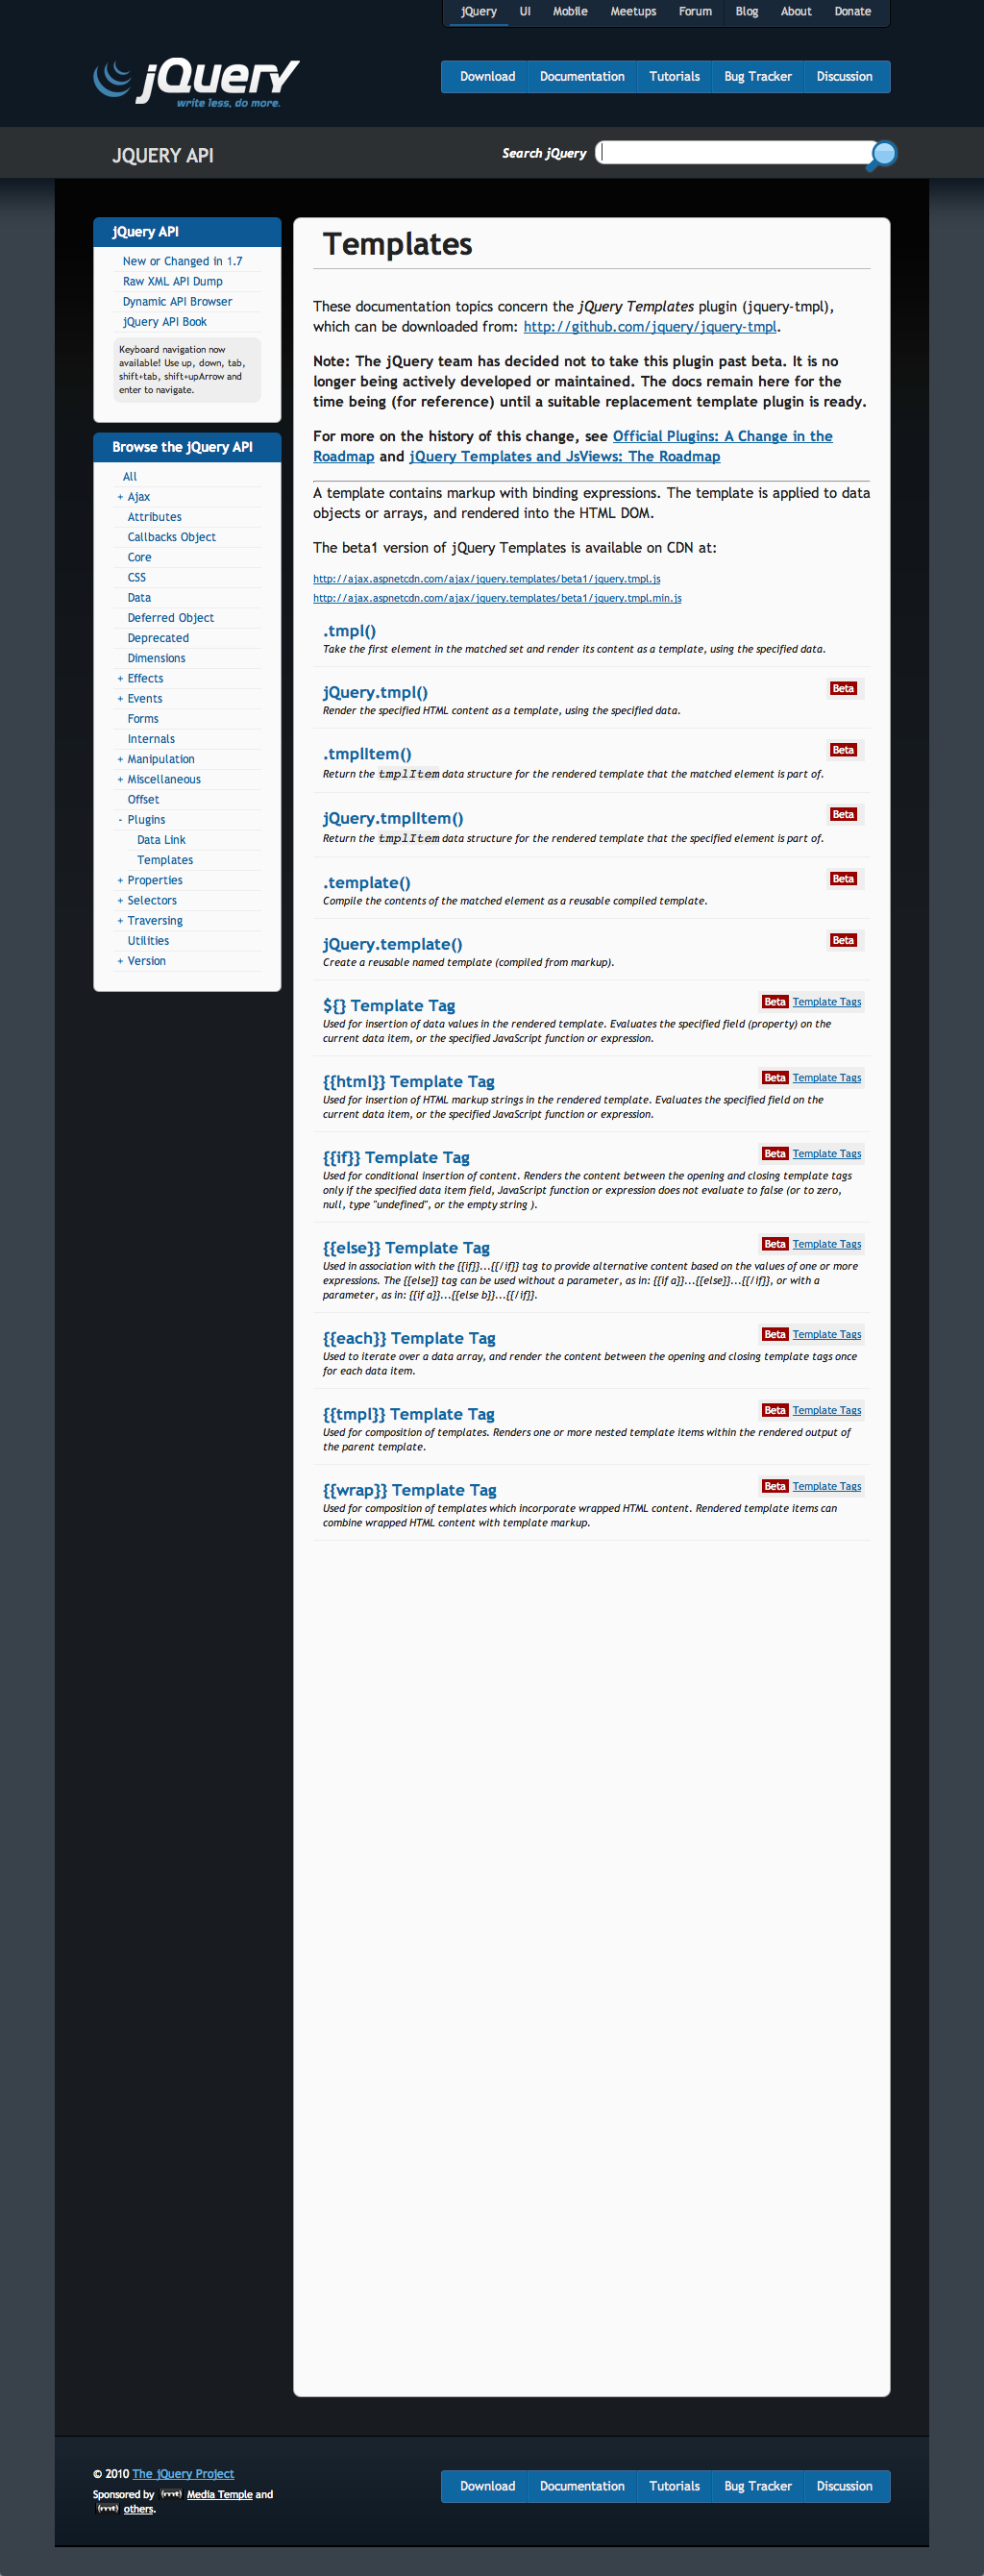 jQuery UI Mobile Meetups Forum Blog About Donate
jQuery
write less, do more.
Download Documentation Tutorials Bug Tracker Discussion
JQUERY API
Search jQuery
jQuery API
New or Changed in 1.7
Raw XML API Dump
Dynamic API Browser
jQuery API Book
Keyboard navigation now
available! Use up, down, tab,
shift+tab, shift+upArrow and
enter to navigate.
Browse the jQuery API
All
+ Ajax
Attributes
Callbacks Object
Core
CSS
Data
Deferred Object
Deprecated
Dimensions
+ Effects
+ Events
Forms
Internals
+ Manipulation
+ Miscellaneous
Offset
- Plugins
Data Link
Templates
+ Properties
+ Selectors
+ Traversing
Utilities
+ Version
Templates
These documentation topics concern the jQuery Templates plugin (jquery-tmpl),
which can be downloaded from: http://github.com/jquery/jquery-tmpl.
Note: The jQuery team has decided not to take this plugin past beta. It is no
longer being actively developed or maintained. The docs remain here for the
time being (for reference) until a suitable replacement template plugin is ready.
For more on the history of this change, see Official Plugins: A Change in the
Roadmap and jQuery Templates and JsViews: The Roadmap
A template contains markup with binding expressions. The template is applied to data
objects or arrays, and rendered into the HTML DOM.
The beta1 version of jQuery Templates is available on CDN at:
http://ajax.aspnetcdn.com/ajax/jquery.templates/beta1/jquery.tmpl.js
http://ajax.aspnetcdn.com/ajax/jquery.templates/beta1/jquery.tmpl.min.js
.tmpl()
Take the first element in the matched set and render its content as a template, using the specified data.
jQuery.tmpl() Beta
Render the specified HTML content as a template, using the specified data.
.tmplItem() Beta
Return the tmplItem data structure for the rendered template that the matched element is part of.
jQuery.tmplItem() Beta
Return the tmplItem data structure for the rendered template that the specified element is part of.
.template() Beta
Compile the contents of the matched element as a reusable compiled template.
jQuery.template() Beta
Create a reusable named template (compiled from markup).
${} Template Tag Beta Template Tags
Used for insertion of data values in the rendered template. Evaluates the specified field (property) on the
current data item, or the specified JavaScript function or expression.
{{html}} Template Tag Beta Template Tags
Used for insertion of HTML markup strings in the rendered template. Evaluates the specified field on the
current data item, or the specified JavaScript function or expression.
{{if}} Template Tag Beta Template Tags
Used for conditional insertion of content. Renders the content between the opening and closing template tags
only if the specified data item field, JavaScript function or expression does not evaluate to false (or to zero,
null, type "undefined", or the empty string ).
{{else}} Template Tag Beta Template Tags
Used in association with the {{if}}...{{/if}} tag to provide alternative content based on the values of one or more
expressions. The {{else}} tag can be used without a parameter, as in: {{if a}}...{{else}}...{{/if}}, or with a
parameter, as in: {{if a}}...{{else b}}...{{/if}}.
{{each}} Template Tag Beta Template Tags
Used to iterate over a data array, and render the content between the opening and closing template tags once
for each data item.
{{tmpl}} Template Tag Beta Template Tags
Used for composition of templates. Renders one or more nested template items within the rendered output of
the parent template.
{{wrap}} Template Tag Beta Template Tags
Used for composition of templates which incorporate wrapped HTML content. Rendered template items can
combine wrapped HTML content with template markup.
© 2010 The jQuery Project
Sponsored by Media Temple and
others.
Download Documentation Tutorials Bug Tracker Discussion